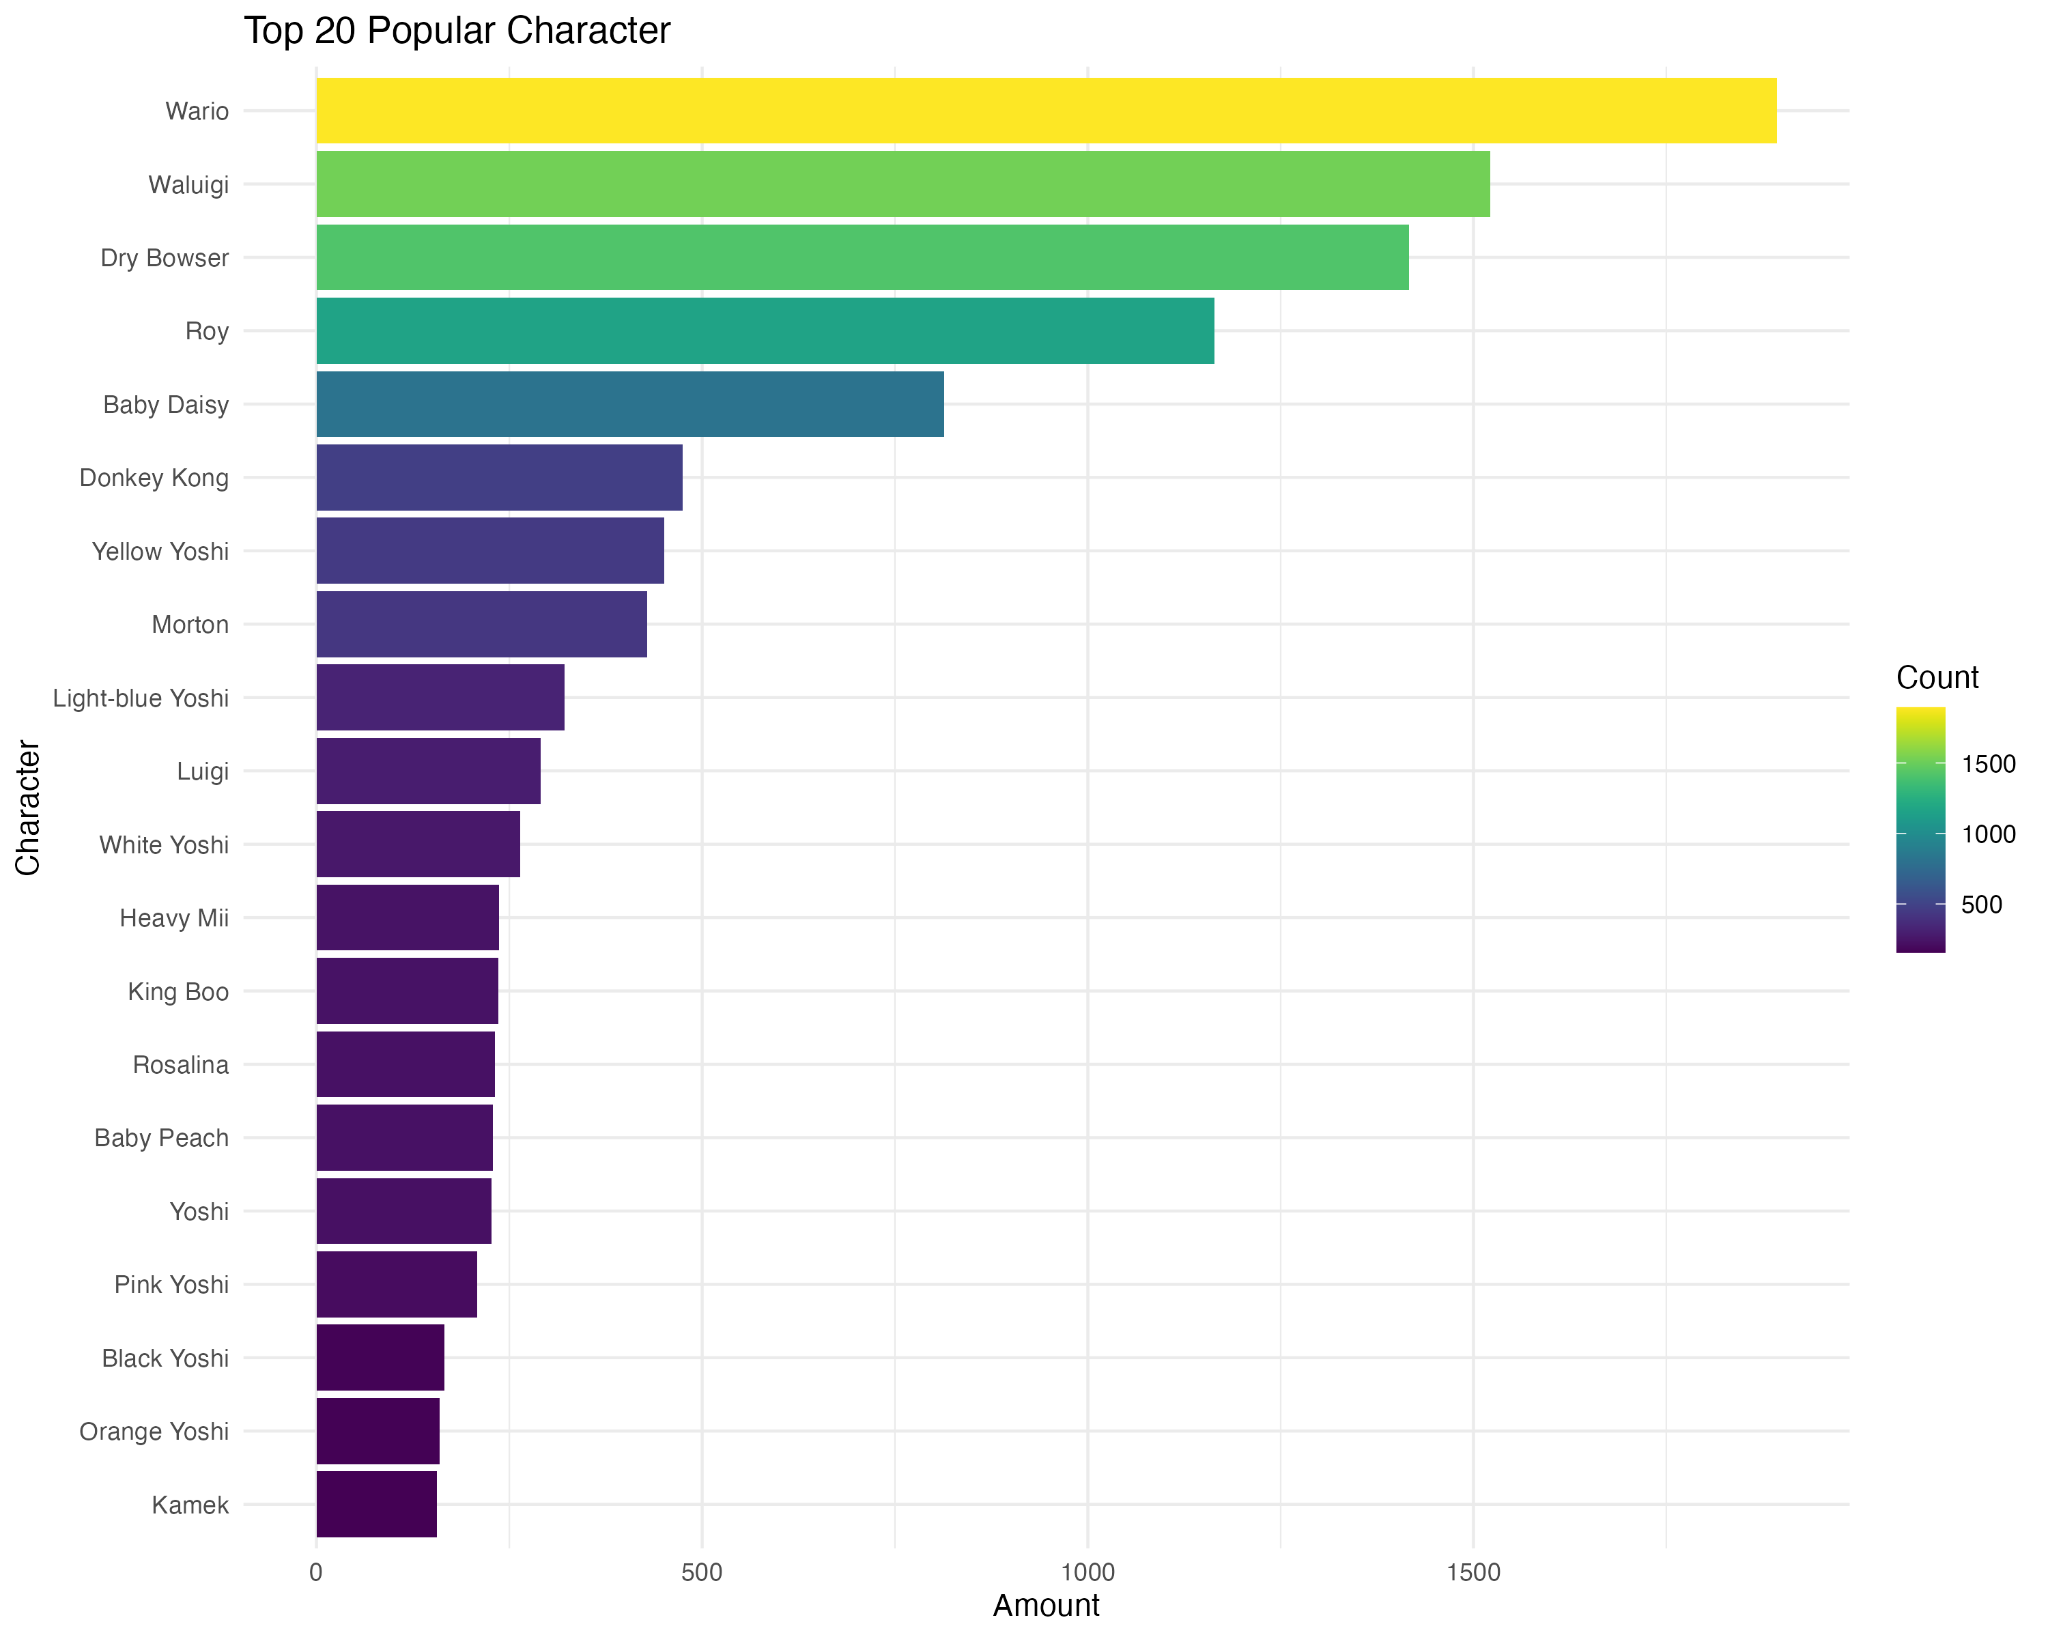 Top 20 Popular Character
Character
Wario
Waluigi
Dry Bowser
Roy
Baby Daisy
Donkey Kong
Yellow Yoshi
Morton
Light-blue Yoshi
Luigi
White Yoshi
Heavy Mii
King Boo
Rosalina
Baby Peach
Yoshi
Pink Yoshi
Black Yoshi
Orange Yoshi
Kamek
0 500 1000 1500
Amount
Count
1500
1000
500